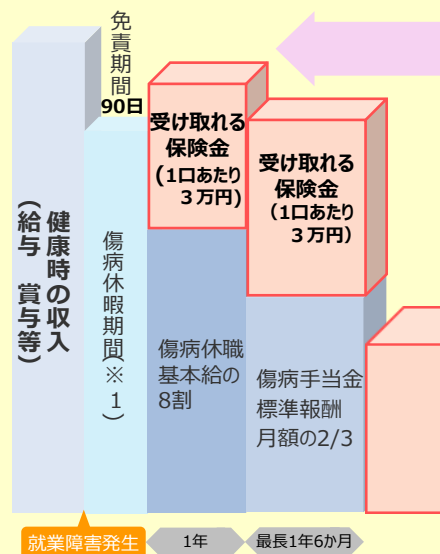 健康時の収入
(給与　賞与等)
免責期間
90日
傷病休暇期間(※1)
受け取れる
保険金
(1口あたり
３万円)
傷病休職
基本給の
8割
受け取れる
保険金
（1口あたり
３万円）
傷病手当金
標準報酬
月額の2/3
就業障害発生
1年
最長1年6か月